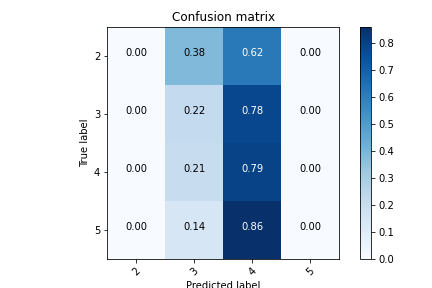 Confusion matrix
True label
2 0.00 0.38 0.62 0.00
3 0.00 0.22 0.78 0.00
4 0.00 0.21 0.79 0.00
5 0.00 0.14 0.86 0.00
2 3 4 5
Predicted label
0.8
0.7
0.6
0.5
0.4
0.3
0.2
0.1
0.0